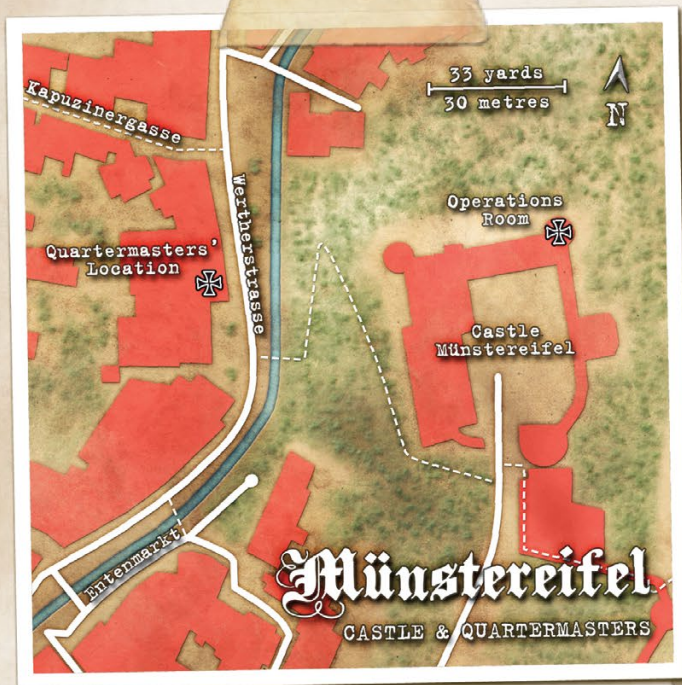 33 yards
30 metres
N
Kapuzinergasse
Wertherstrasse
Operations
Room
Quartermasters'
Location
Castle
Münstereifel
Entenmarkt
Münstereifel
CASTLE & QUARTERMASTERS